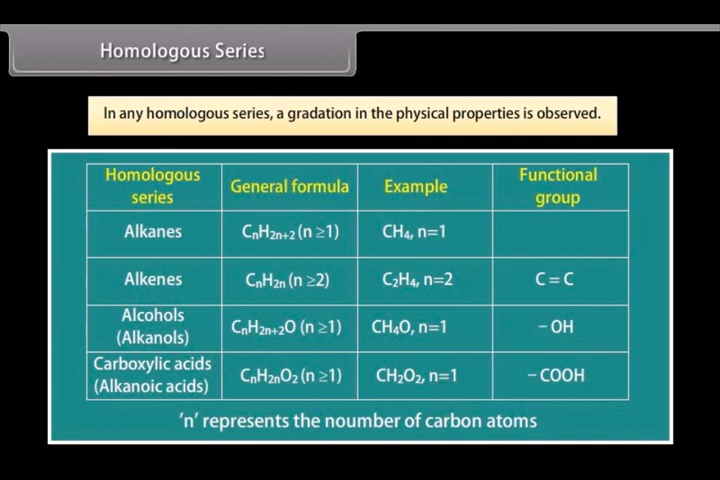 Homologous Series
In any homologous series, a gradation in the physical properties is observed.
Homologous series General formula Example Functional group
Alkanes CₙH₂ₙ₊₂ (n ≥1) CH₄, n=1
Alkenes CₙH₂ₙ (n ≥2) C₂H₄, n=2 C = C
Alcohols (Alkanols) CₙH₂ₙ₊₂O (n ≥1) CH₄O, n=1 – OH
Carboxylic acids (Alkanoic acids) CₙH₂ₙO₂ (n ≥1) CH₂O₂, n=1 – COOH
‘n’ represents the noumber of carbon atoms